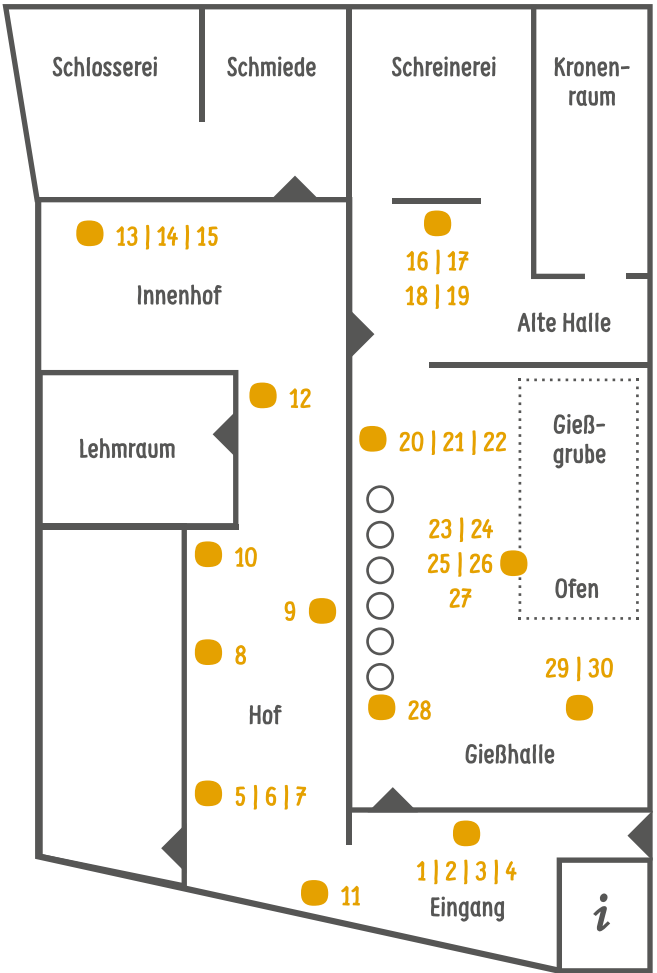 Schlosserei
Schmiede
Schreinerei
Kronen-
raum
13 | 14 | 15
Innenhof
16 | 17
18 | 19
Alte Halle
12
Lehmraum
20 | 21 | 22
Gieß-
grube
23 | 24
25 | 26
27
Ofen
10
9
8
Hof
29 | 30
28
Gießhalle
5 | 6 | 7
1 | 2 | 3 | 4
11
Eingang
i